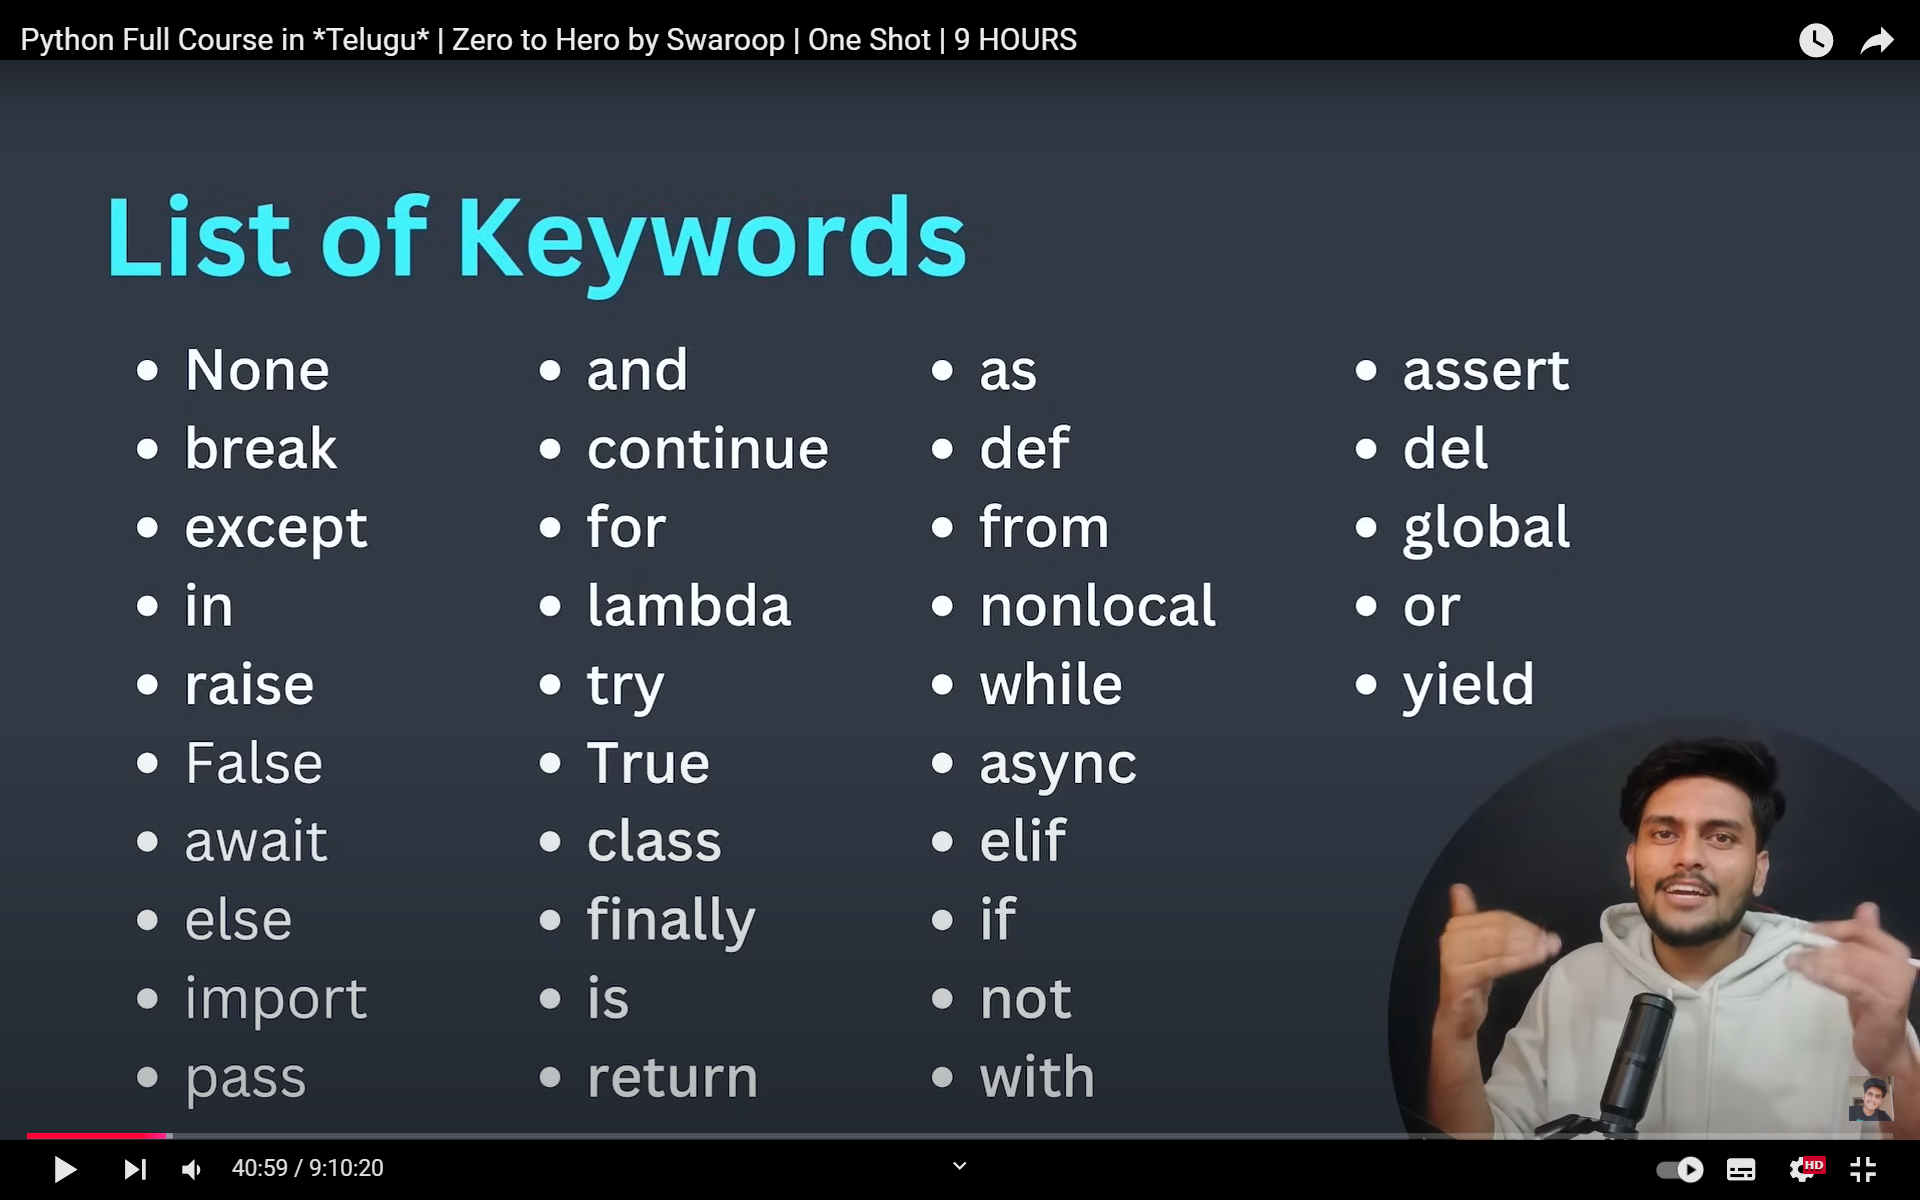 Python Full Course in *Telugu* | Zero to Hero by Swaroop | One Shot | 9 HOURS
List of Keywords
None
break
except
in
raise
False
await
else
import
pass
and
continue
for
lambda
try
True
class
finally
is
return
as
def
from
nonlocal
while
async
elif
if
not
with
assert
del
global
or
yield
40:59 / 9:10:20
HD